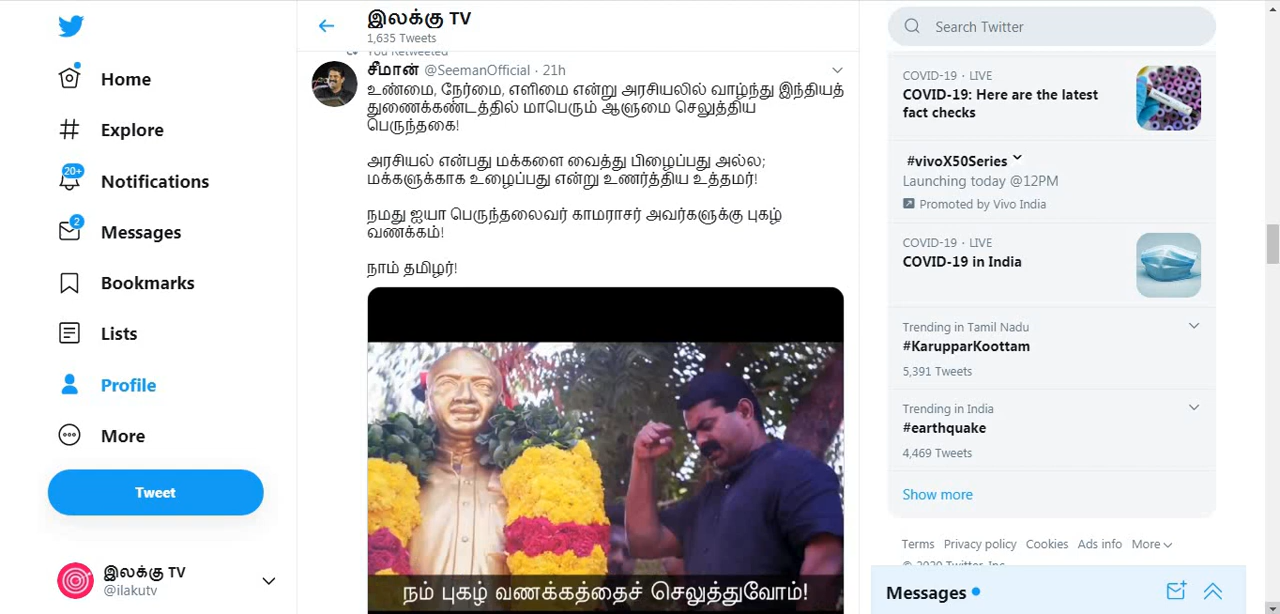 Home
Explore
20+
Notifications
2
Messages
Bookmarks
Lists
Profile
More
Tweet
இலக்கு TV
@ilakutv
இலக்கு TV
1,635 Tweets
You Retweeted
சீமான் @SeemanOfficial · 21h
உண்மை, நேர்மை, எளிமை என்று அரசியலில் வாழ்ந்து இந்தியத்
துணைக்கண்டத்தில் மாபெரும் ஆளுமை செலுத்திய
பெருந்தகை!
அரசியல் என்பது மக்களை வைத்து பிழைப்பது அல்ல;
மக்களுக்காக உழைப்பது என்று உணர்த்திய உத்தமர்!
நமது ஐயா பெருந்தலைவர் காமராசர் அவர்களுக்கு புகழ்
வணக்கம்!
நாம் தமிழர்!
நம் புகழ் வணக்கத்தைச் செலுத்துவோம்!
Search Twitter
COVID-19 · LIVE
COVID-19: Here are the latest
fact checks
#vivoX50Series
Launching today @12PM
Promoted by Vivo India
COVID-19 · LIVE
COVID-19 in India
Trending in Tamil Nadu
#KarupparKoottam
5,391 Tweets
Trending in India
#earthquake
4,469 Tweets
Show more
Terms Privacy policy Cookies Ads info More
© 2020 Twitter, Inc.
Messages